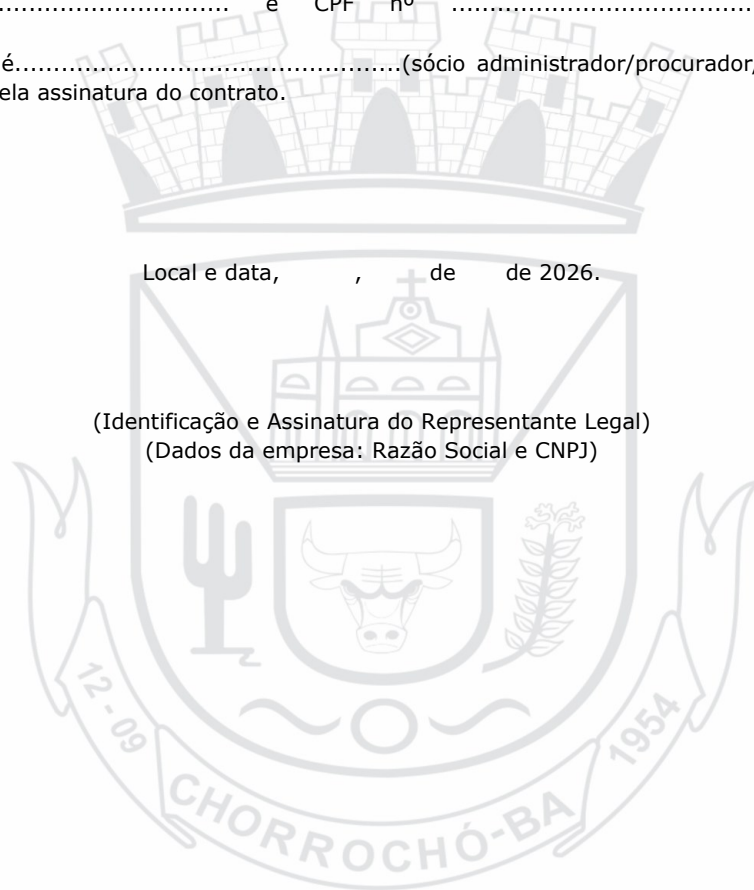 .............................. e CPF nº .......................................
é..................................................(sócio administrador/procurador/
ela assinatura do contrato.
Local e data, , de de 2026.
(Identificação e Assinatura do Representante Legal)
(Dados da empresa: Razão Social e CNPJ)
12 - 09
1954
CHORROCHÓ-BA